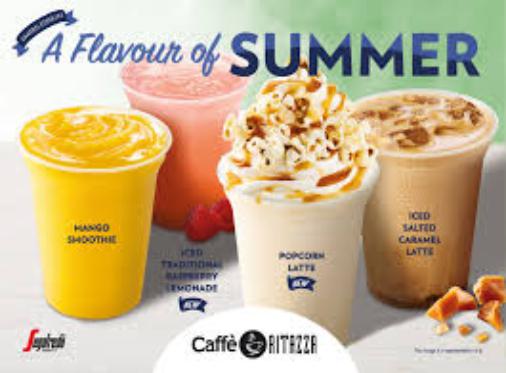 A Flavour of SUMMER
MANGO
SMOOTHIE
ICED
TRADITIONAL
RASPBERRY
LEMONADE
NEW
POPCORN
LATTE
NEW
ICED
SALTED
CARAMEL
LATTE
Segafredo
Caffè RITAZZA